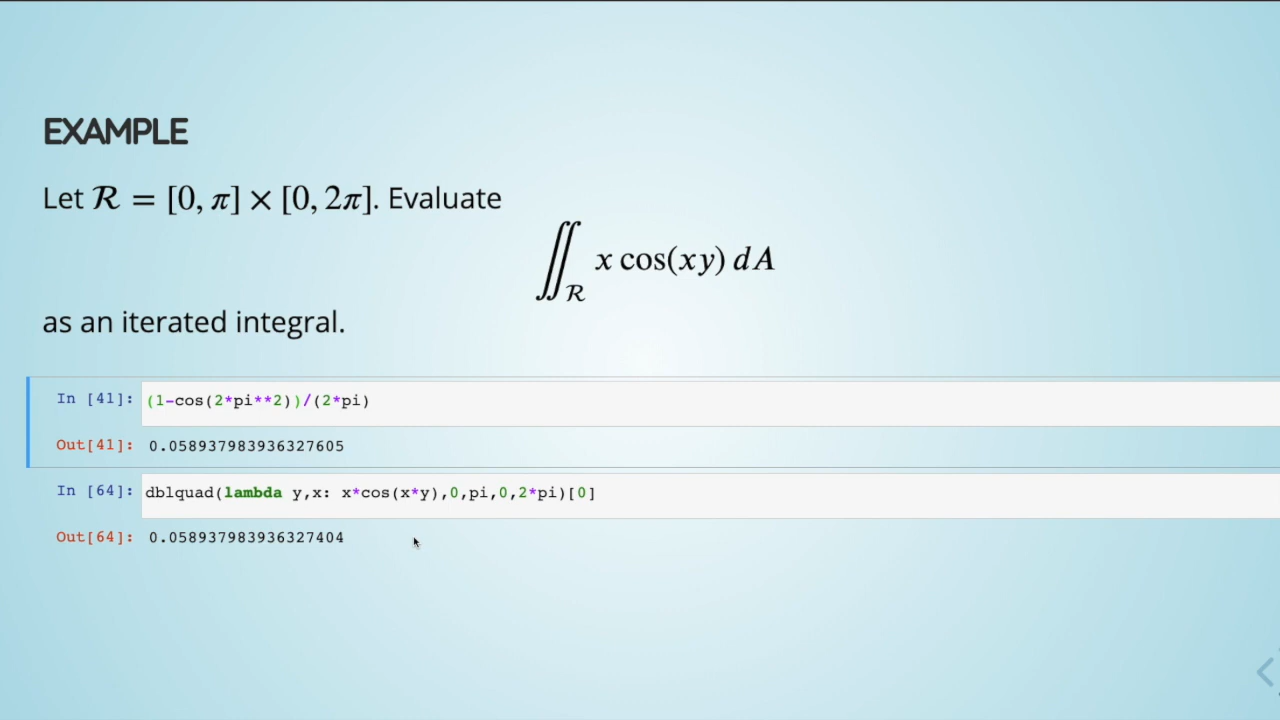 EXAMPLE
Let ℛ = [0, π] × [0, 2π]. Evaluate
∬_ℛ x cos(xy) dA
as an iterated integral.
In [41]: (1-cos(2*pi**2))/(2*pi)
Out[41]: 0.058937983936327605
In [64]: dblquad(lambda y,x: x*cos(x*y),0,pi,0,2*pi)[0]
Out[64]: 0.058937983936327404